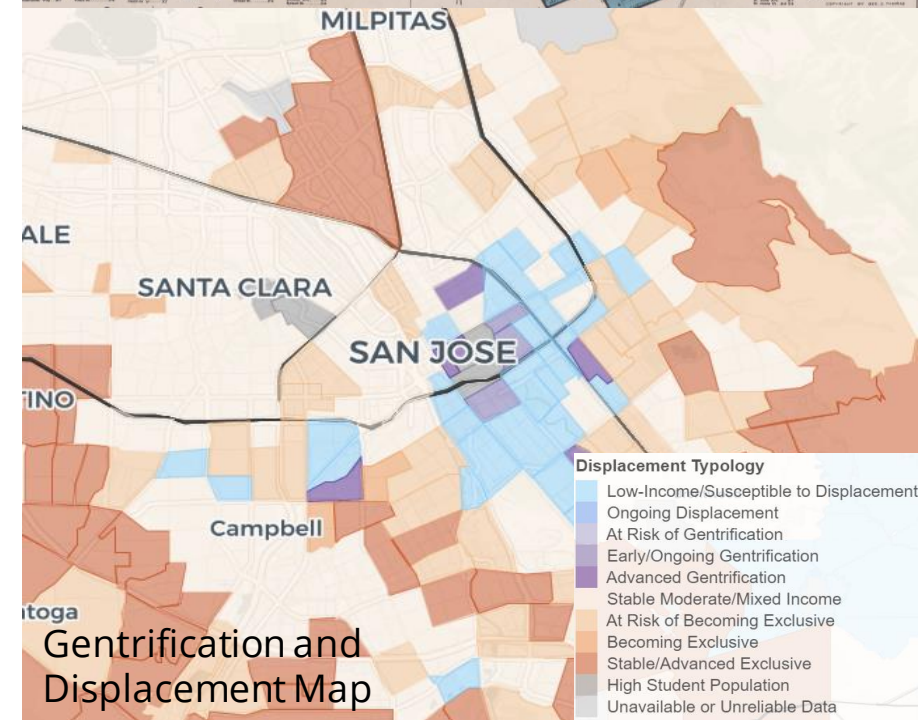 MILPITAS
ALE
SANTA CLARA
SAN JOSE
INO
Campbell
toga
Gentrification and
Displacement Map
Displacement Typology
Low-Income/Susceptible to Displacement
Ongoing Displacement
At Risk of Gentrification
Early/Ongoing Gentrification
Advanced Gentrification
Stable Moderate/Mixed Income
At Risk of Becoming Exclusive
Becoming Exclusive
Stable/Advanced Exclusive
High Student Population
Unavailable or Unreliable Data